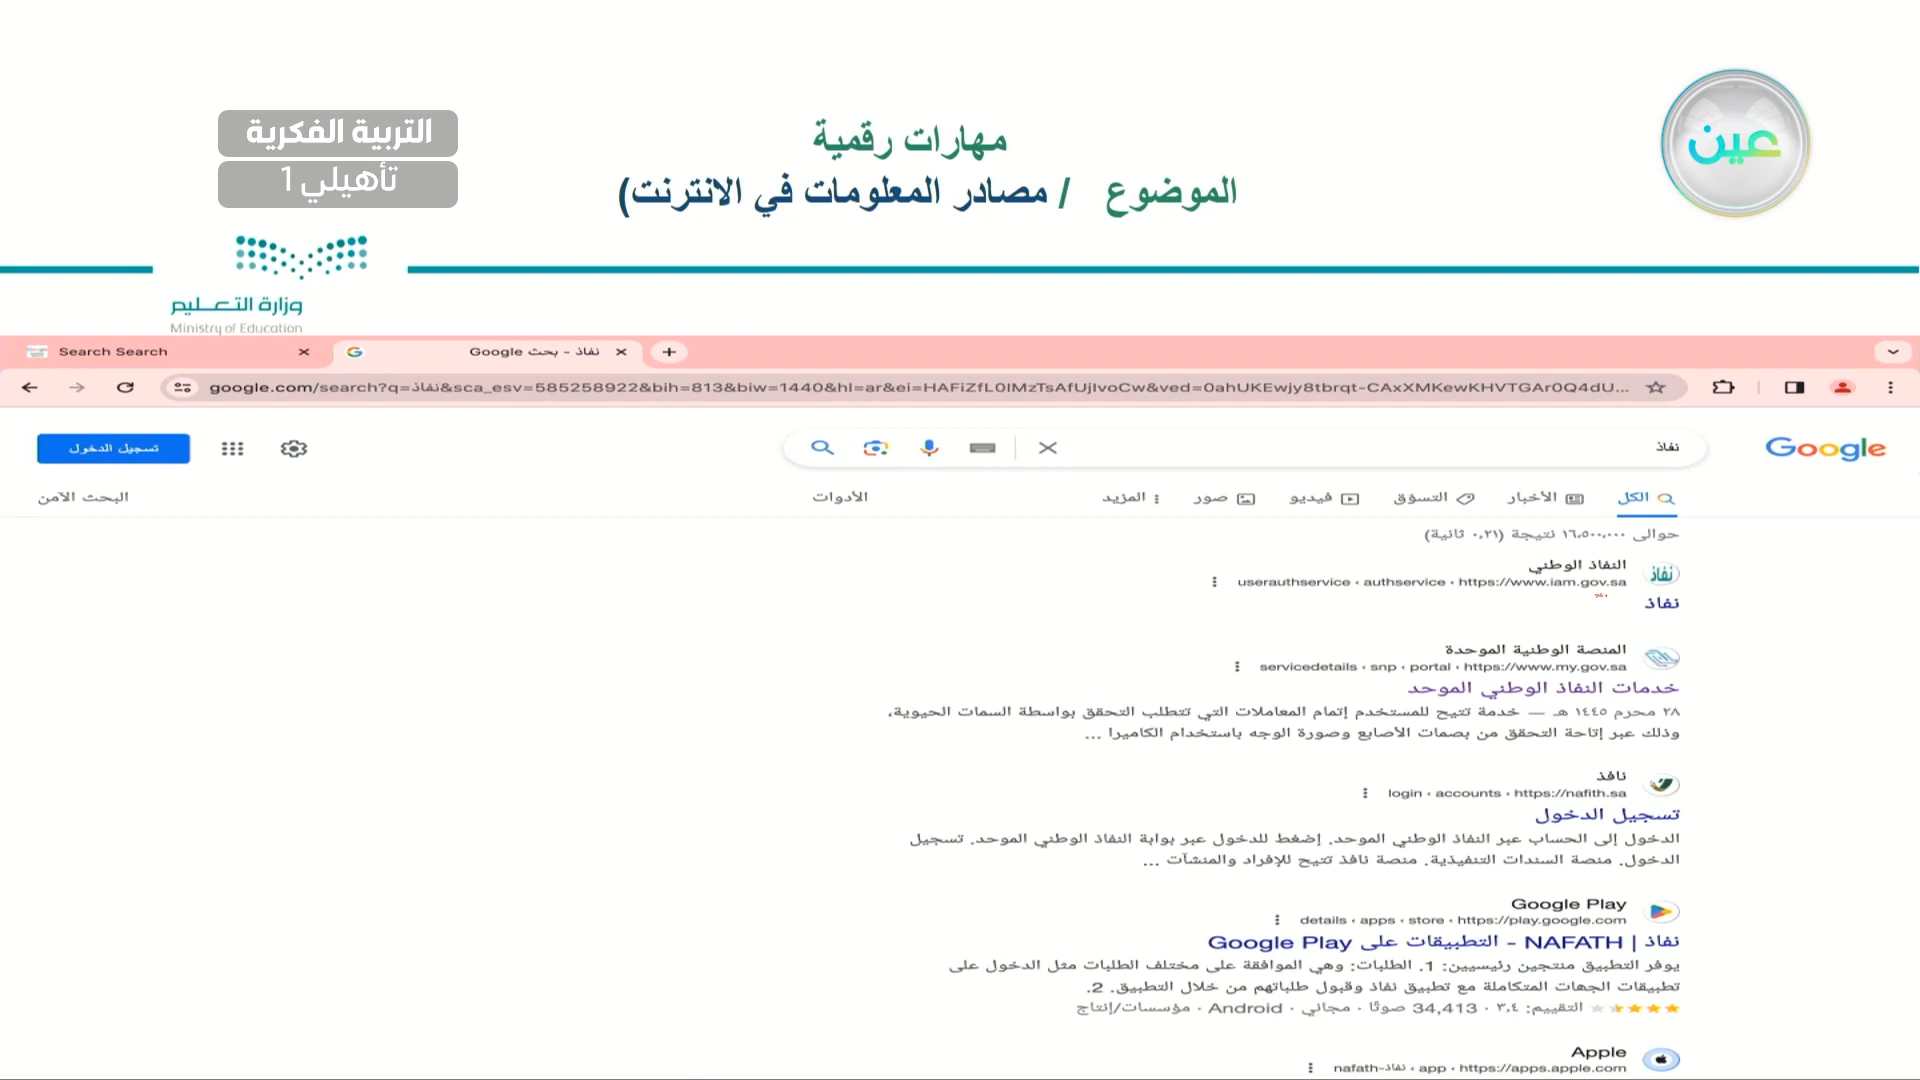 مهارات رقمية
الموضوع / مصادر المعلومات في الانترنت)
عين
التربية الفكرية
تأهيلي 1
وزارة التعليم
Ministry of Education
Search Search
نفاذ - بحث Google
google.com/search?q=نفاذ&sca_esv=585258922&bih=813&biw=1440&hl=ar&ei=HAFiZfL0IMzTsAfUjIvoCw&ved=0ahUKEwjy8tbrqt-CAxXMKewKHVTGAr0Q4dU...
Google
نفاذ
تسجيل الدخول
الكل
الأخبار
التسوّق
فيديو
صور
المزيد
الأدوات
البحث الآمن
حوالى ١٦،٥٠٠،٠٠٠ نتيجة (٠،٢١ ثانية)
نفاذ
النفاذ الوطني
https://www.iam.gov.sa › authservice › userauthservice
نفاذ
المنصة الوطنية الموحدة
https://www.my.gov.sa › portal › snp › servicedetails
خدمات النفاذ الوطني الموحد
٢٨ محرم ١٤٤٥ هـ — خدمة تتيح للمستخدم إتمام المعاملات التي تتطلب التحقق بواسطة السمات الحيوية،
وذلك عبر إتاحة التحقق من بصمات الأصابع وصورة الوجه باستخدام الكاميرا ...
نافذ
https://nafith.sa › accounts › login
تسجيل الدخول
الدخول إلى الحساب عبر النفاذ الوطني الموحد. إضغط للدخول عبر بوابة النفاذ الوطني الموحد. تسجيل
الدخول. منصة السندات التنفيذية. منصة نافذ تتيح للإفراد والمنشآت ...
Google Play
https://play.google.com › store › apps › details
نفاذ | NAFATH - التطبيقات على Google Play
يوفر التطبيق منتجين رئيسيين: 1. الطلبات: وهي الموافقة على مختلف الطلبات مثل الدخول على
تطبيقات الجهات المتكاملة مع تطبيق نفاذ وقبول طلباتهم من خلال التطبيق. 2.
التقييم: ٣،٤ · 34,413 صوتًا · مجاني · Android · مؤسسات/إنتاج
Apple
https://apps.apple.com › app › نفاذ-nafath